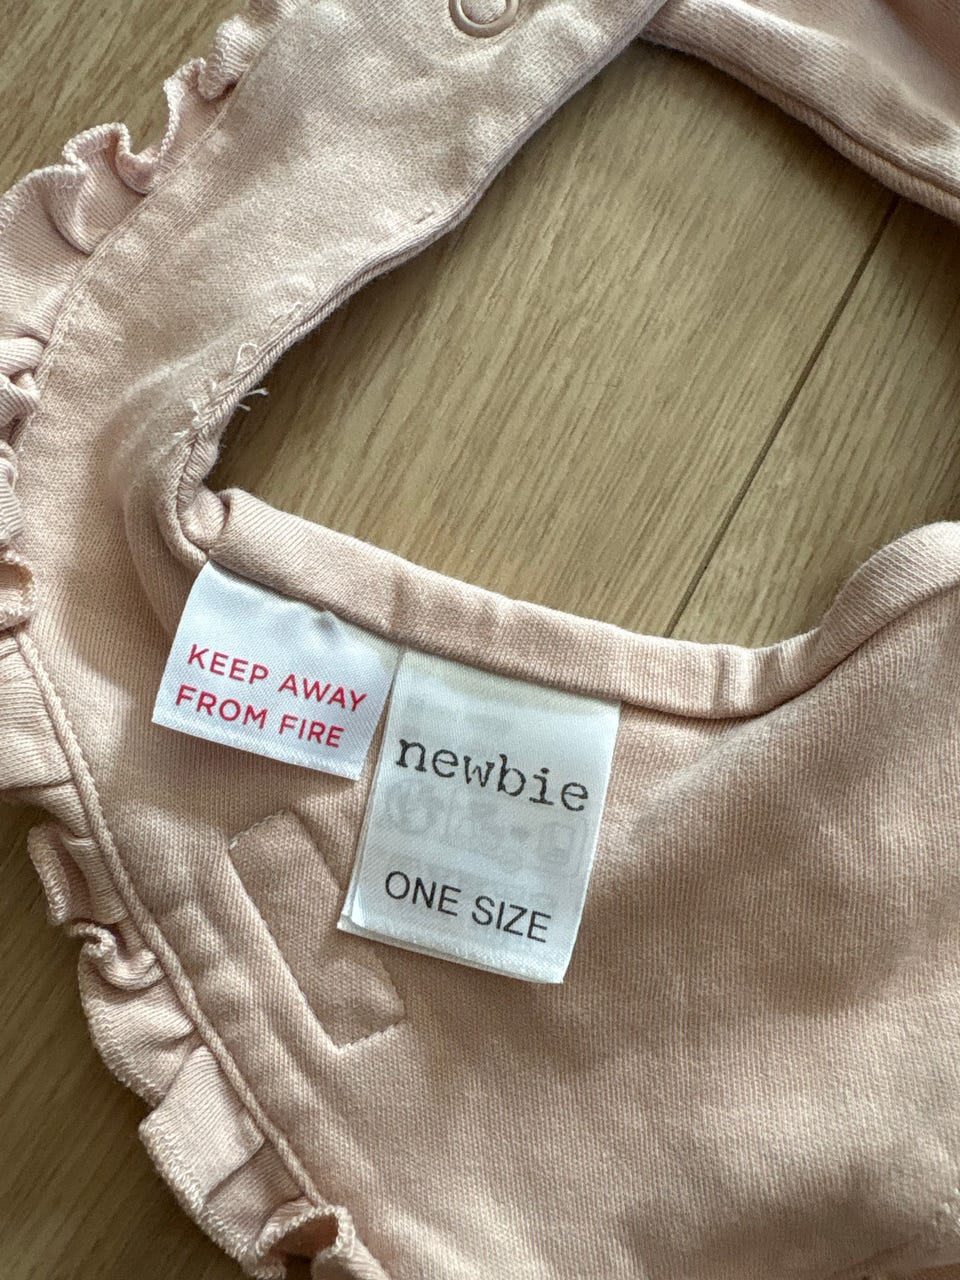 KEEP AWAY
FROM FIRE
newbie
ONE SIZE